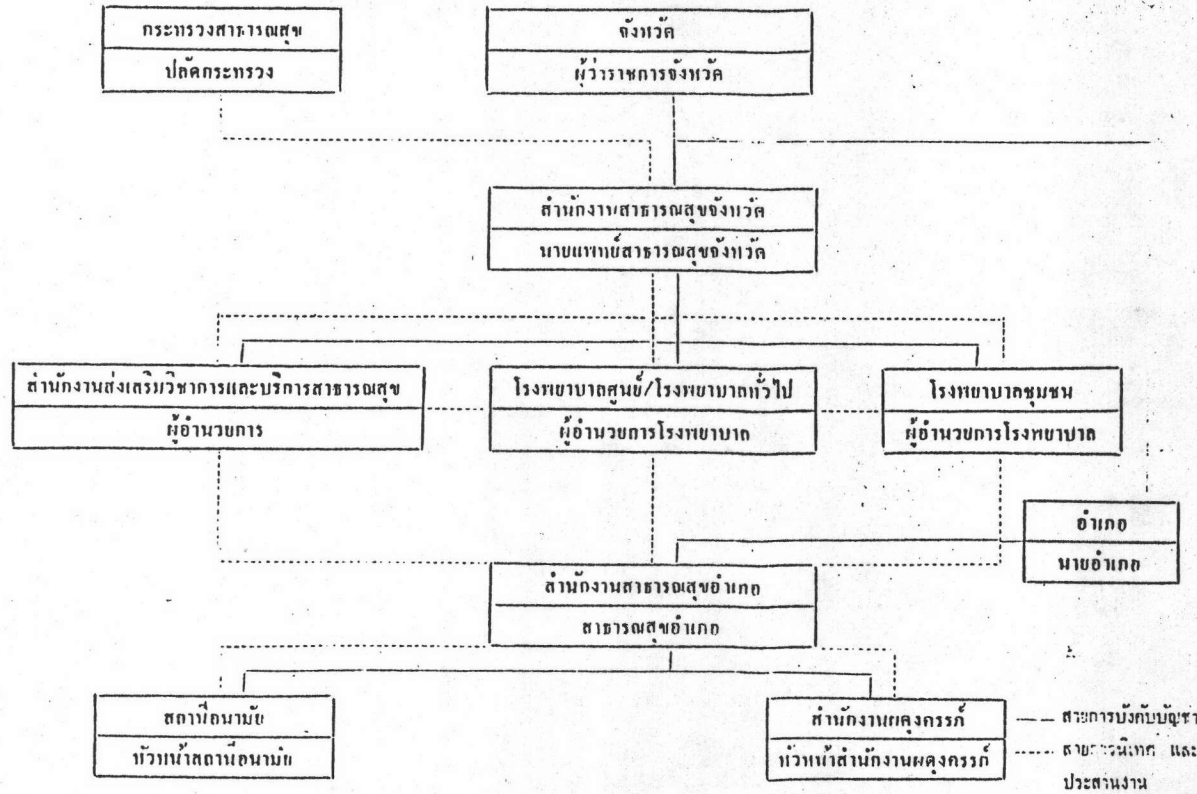 กระทรวงสาธารณสุข
ปลัดกระทรวง
จังหวัด
ผู้ว่าราชการจังหวัด
สำนักงานสาธารณสุขจังหวัด
นายแพทย์สาธารณสุขจังหวัด
สำนักงานส่งเสริมวิชาการและบริการสาธารณสุข
ผู้อำนวยการ
โรงพยาบาลศูนย์/โรงพยาบาลทั่วไป
ผู้อำนวยการโรงพยาบาล
โรงพยาบาลชุมชน
ผู้อำนวยการโรงพยาบาล
อำเภอ
นายอำเภอ
สำนักงานสาธารณสุขอำเภอ
สาธารณสุขอำเภอ
สถานีอนามัย
หัวหน้าสถานีอนามัย
สำนักงานผดุงครรภ์
หัวหน้าสำนักงานผดุงครรภ์
สายการบังคับบัญชา
สายการนิเทศ และ
ประสานงาน